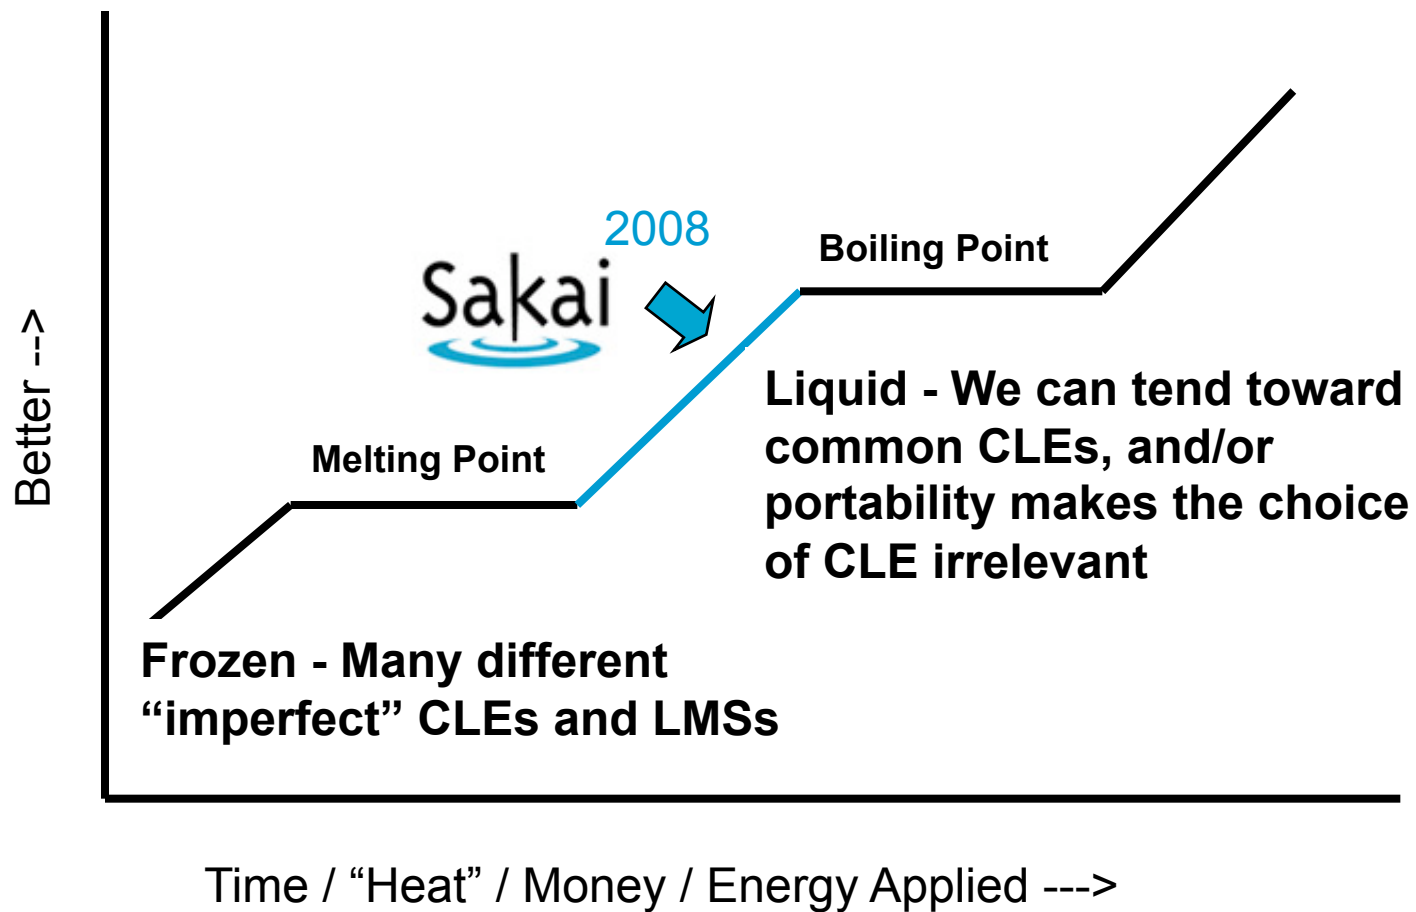 2008
Sakai
Boiling Point
Better -->
Melting Point
Liquid - We can tend toward
common CLEs, and/or
portability makes the choice
of CLE irrelevant
Frozen - Many different
“imperfect” CLEs and LMSs
Time / “Heat” / Money / Energy Applied --->